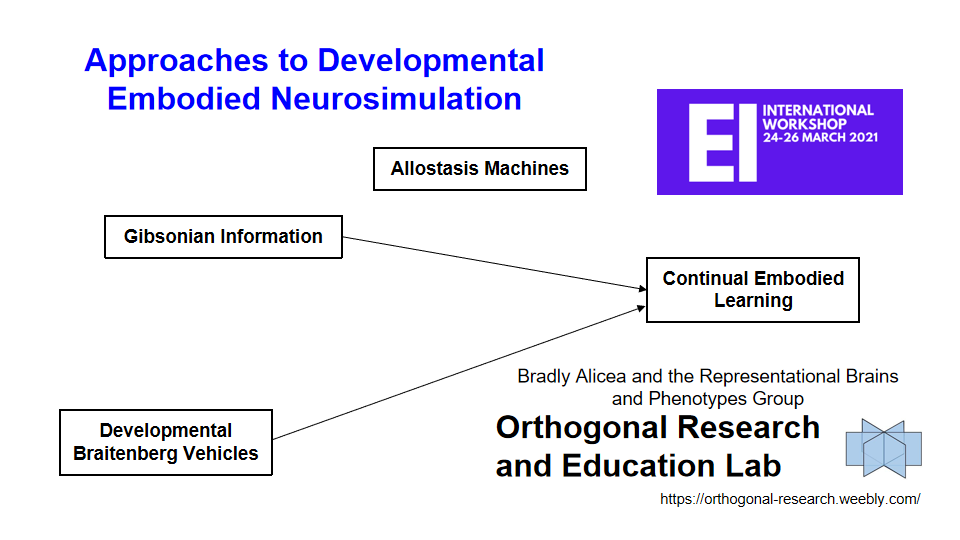 Approaches to Developmental
Embodied Neurosimulation
EI
INTERNATIONAL
WORKSHOP
24-26 MARCH 2021
Allostasis Machines
Gibsonian Information
Continual Embodied
Learning
Developmental
Braitenberg Vehicles
Bradly Alicea and the Representational Brains
and Phenotypes Group
Orthogonal Research
and Education Lab
https://orthogonal-research.weebly.com/